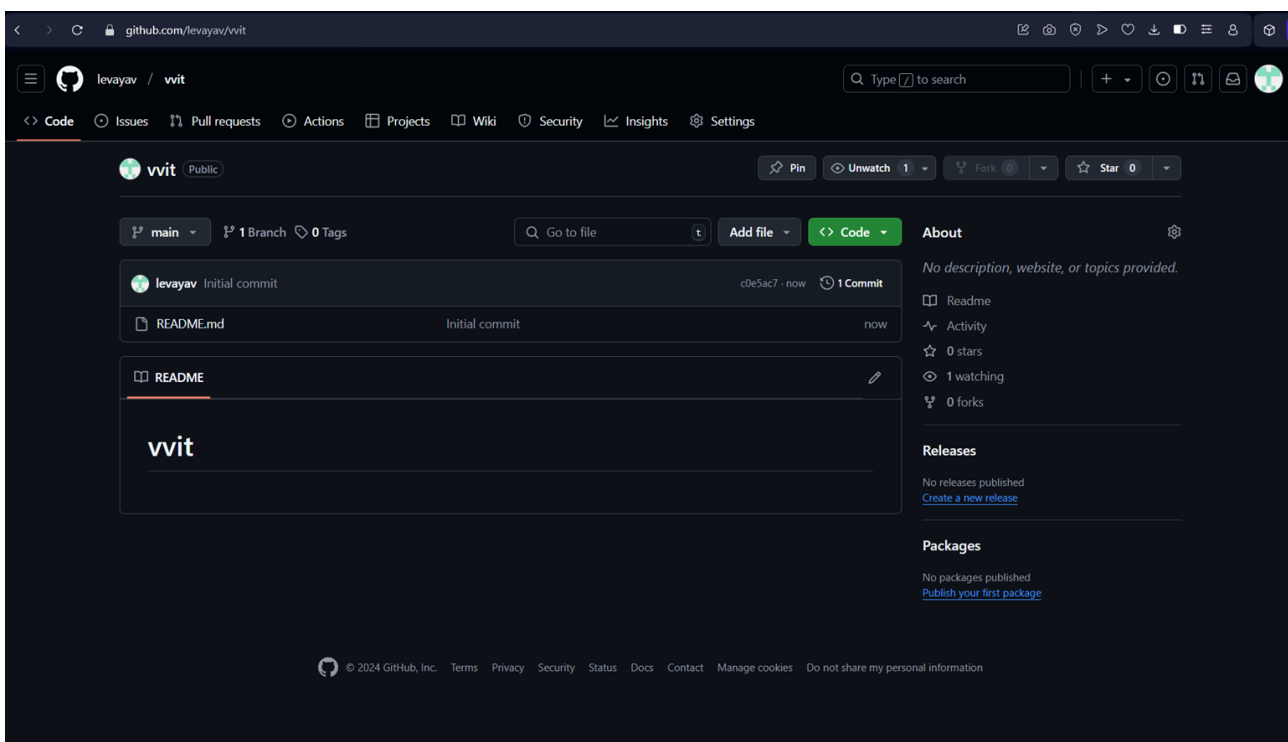 github.com/levayav/vvit
levayav / vvit
Type / to search
Code Issues Pull requests Actions Projects Wiki Security Insights Settings
vvit Public
Pin Unwatch 1 Fork 0 Star 0
main 1 Branch 0 Tags Go to file t Add file Code
levayav Initial commit c0e5ac7 · now 1 Commit
README.md Initial commit now
README
vvit
About
No description, website, or topics provided.
Readme
Activity
0 stars
1 watching
0 forks
Releases
No releases published
Create a new release
Packages
No packages published
Publish your first package
© 2024 GitHub, Inc. Terms Privacy Security Status Docs Contact Manage cookies Do not share my personal information